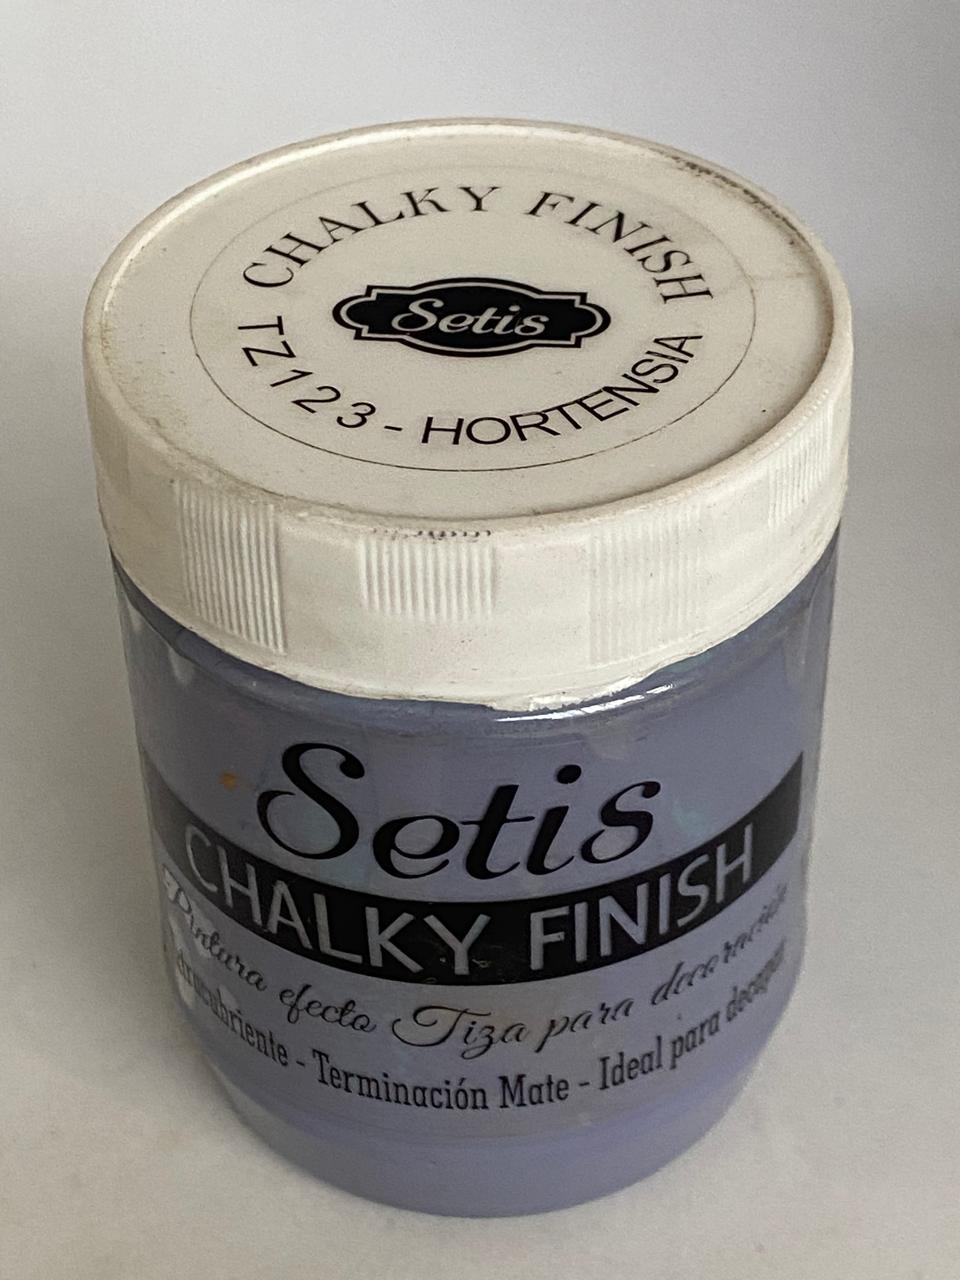 CHALKY FINISH
Setis
TZ123 - HORTENSIA
Setis
CHALKY FINISH
Pintura efecto Tiza para decoración
- Terminación Mate - Ideal para